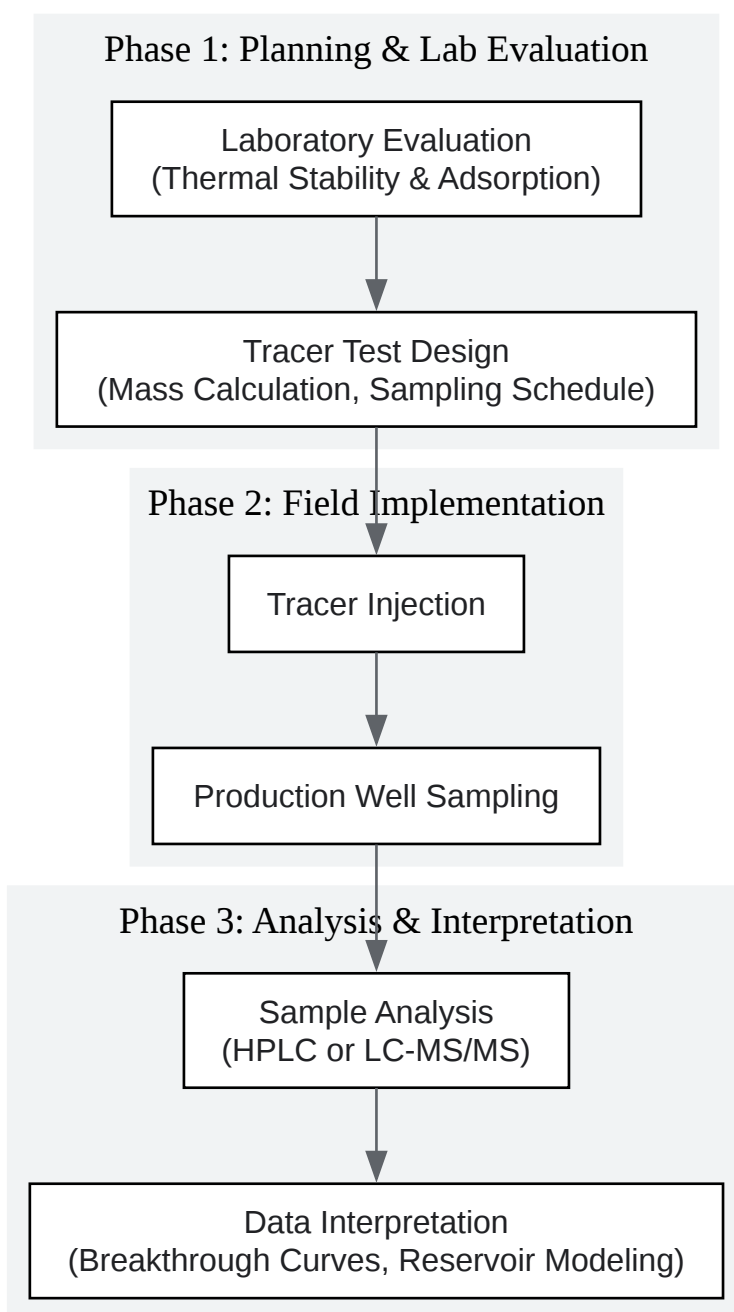 Phase 1: Planning & Lab Evaluation
Laboratory Evaluation
(Thermal Stability & Adsorption)
Tracer Test Design
(Mass Calculation, Sampling Schedule)
Phase 2: Field Implementation
Tracer Injection
Production Well Sampling
Phase 3: Analysis & Interpretation
Sample Analysis
(HPLC or LC-MS/MS)
Data Interpretation
(Breakthrough Curves, Reservoir Modeling)